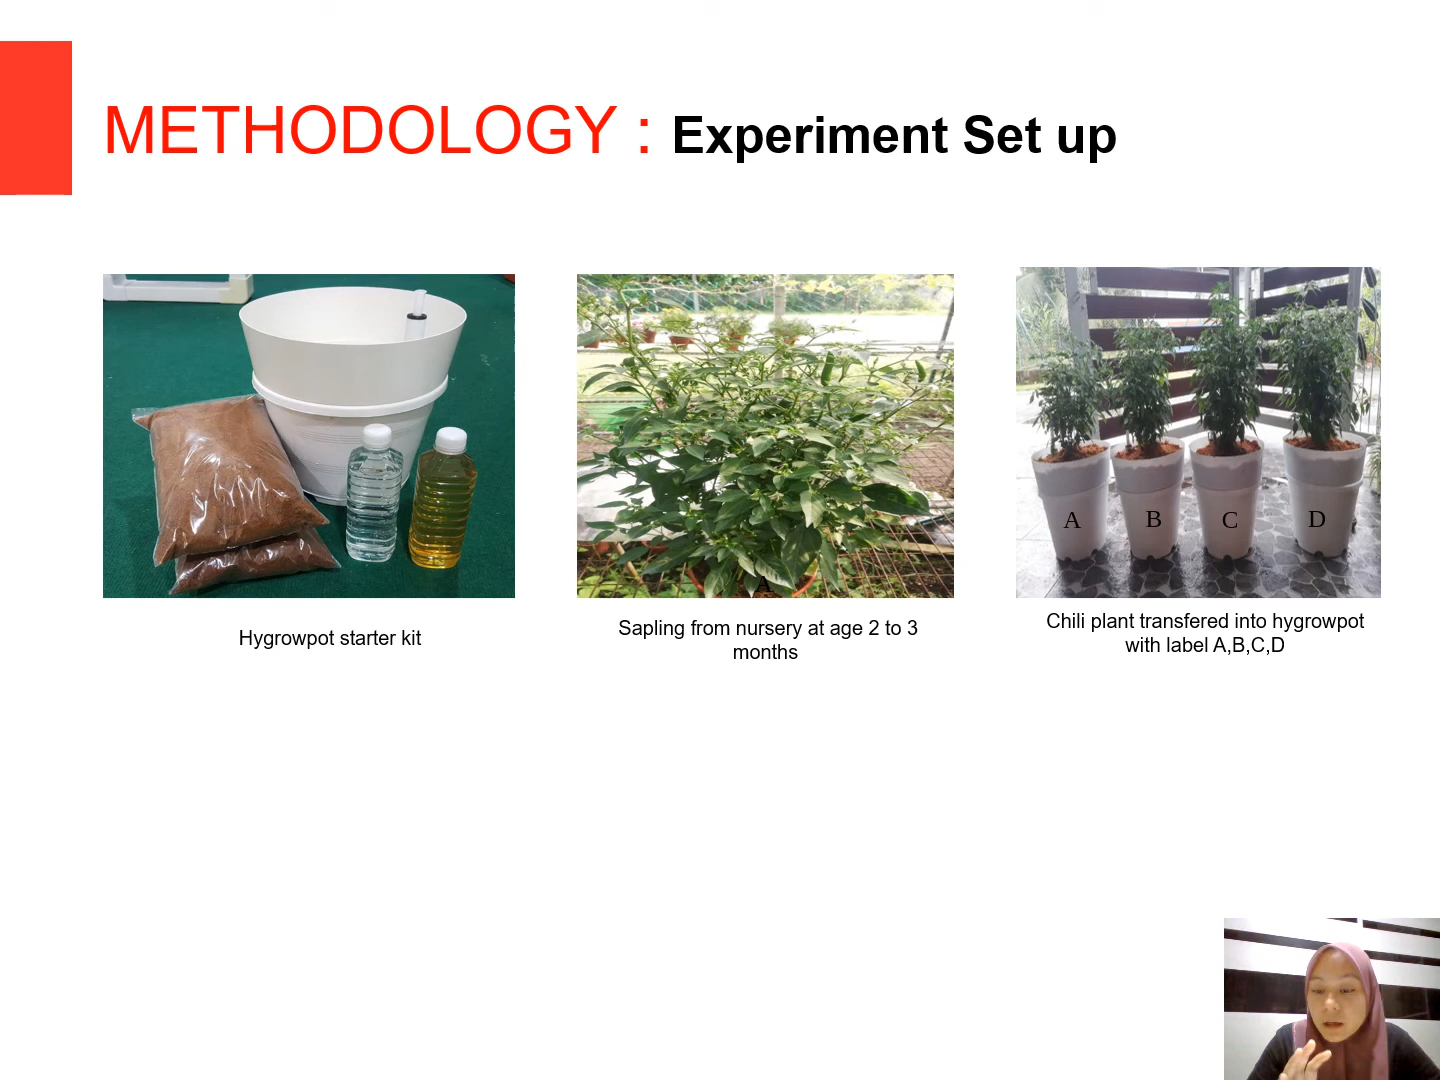 METHODOLOGY : Experiment Set up
A
B
C
D
A
Hygrowpot starter kit
Sapling from nursery at age 2 to 3
months
Chili plant transfered into hygrowpot
with label A,B,C,D